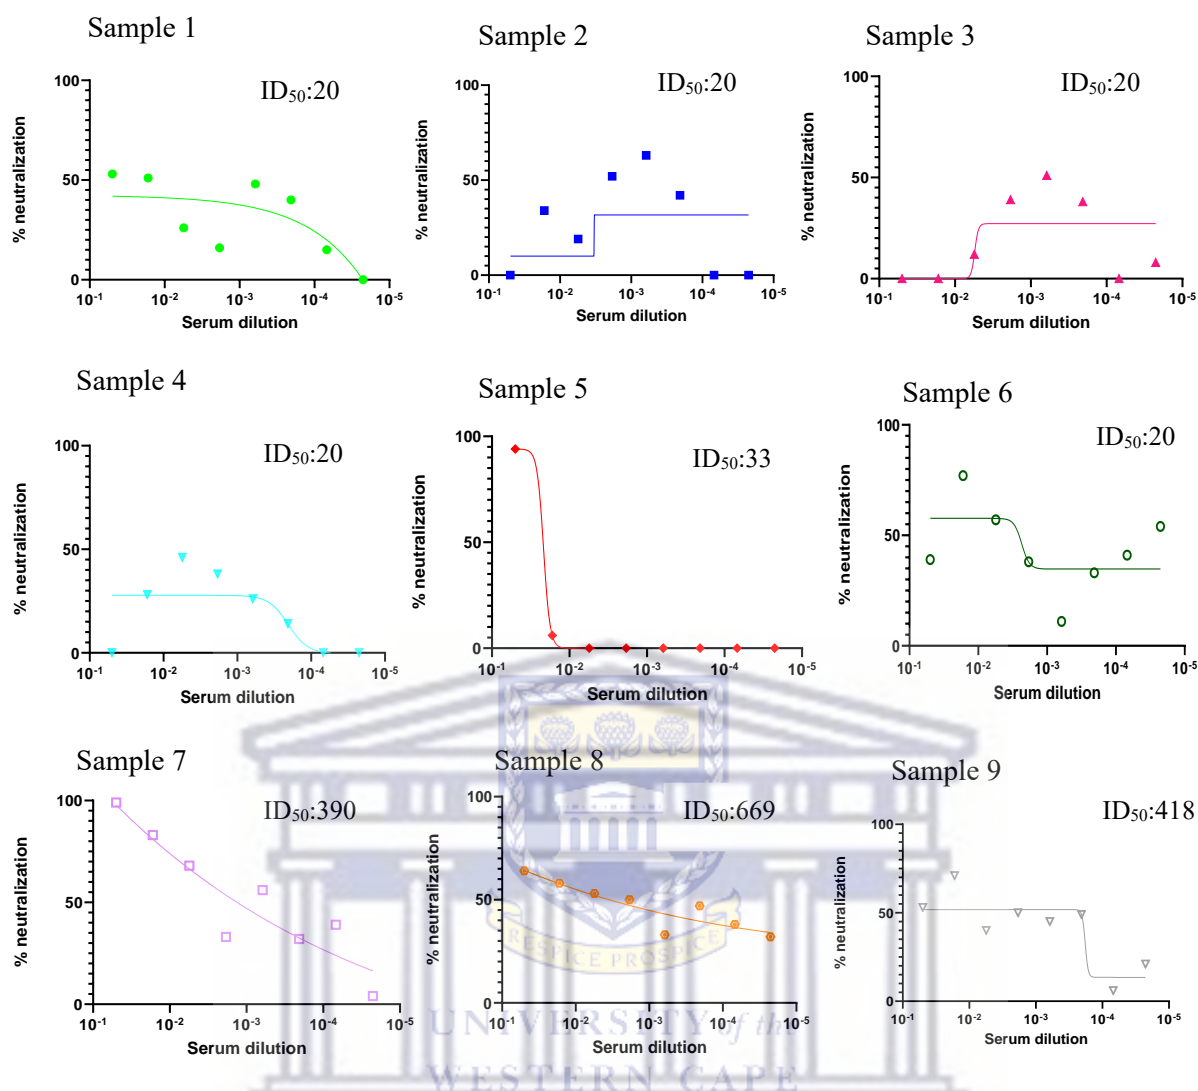 Sample 1
ID₅₀:20
% neutralization
100
50
0
10⁻¹ 10⁻² 10⁻³ 10⁻⁴ 10⁻⁵
Serum dilution
Sample 2
ID₅₀:20
% neutralization
100
50
0
10⁻¹ 10⁻² 10⁻³ 10⁻⁴ 10⁻⁵
Serum dilution
Sample 3
ID₅₀:20
% neutralization
100
50
0
10⁻¹ 10⁻² 10⁻³ 10⁻⁴ 10⁻⁵
Serum dilution
Sample 4
ID₅₀:20
% neutralization
100
50
0
10⁻¹ 10⁻² 10⁻³ 10⁻⁴ 10⁻⁵
Serum dilution
Sample 5
ID₅₀:33
% neutralization
100
50
0
10⁻¹ 10⁻² 10⁻³ 10⁻⁴ 10⁻⁵
Serum dilution
Sample 6
ID₅₀:20
% neutralization
100
50
0
10⁻¹ 10⁻² 10⁻³ 10⁻⁴ 10⁻⁵
Serum dilution
Sample 7
ID₅₀:390
% neutralization
100
50
0
10⁻¹ 10⁻² 10⁻³ 10⁻⁴ 10⁻⁵
Serum dilution
Sample 8
ID₅₀:669
% neutralization
100
50
0
10⁻¹ 10⁻² 10⁻³ 10⁻⁴ 10⁻⁵
Serum dilution
Sample 9
ID₅₀:418
% neutralization
100
50
0
10⁻¹ 10⁻² 10⁻³ 10⁻⁴ 10⁻⁵
Serum dilution
RESPICE PROSPICE
UNIVERSITY of the
WESTERN CAPE